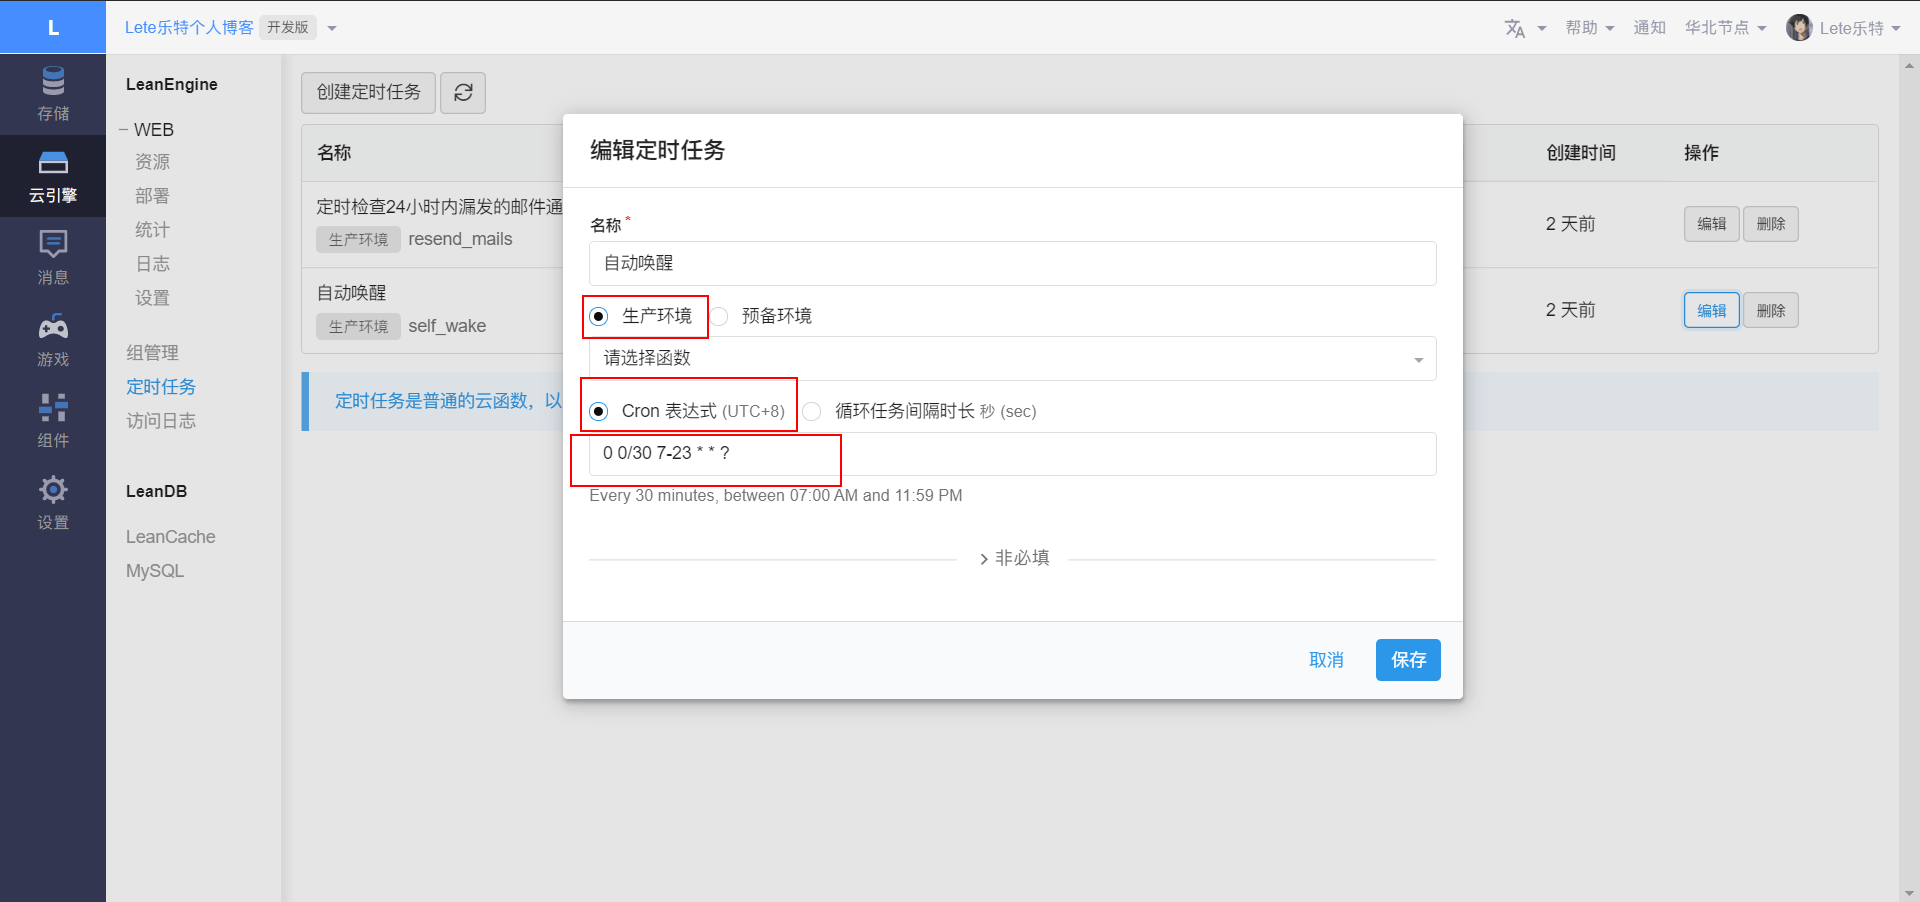 L
Lete乐特个人博客 开发版
帮助
通知
华北节点
Lete乐特
存储
云引擎
消息
游戏
组件
设置
LeanEngine
WEB
资源
部署
统计
日志
设置
组管理
定时任务
访问日志
LeanDB
LeanCache
MySQL
创建定时任务
名称
创建时间
操作
定时检查24小时内漏发的邮件通
生产环境 resend_mails
2 天前
编辑
删除
自动唤醒
生产环境 self_wake
2 天前
编辑
删除
定时任务是普通的云函数，以
编辑定时任务
名称*
自动唤醒
生产环境
预备环境
请选择函数
Cron 表达式 (UTC+8)
循环任务间隔时长 秒 (sec)
0 0/30 7-23 * * ?
Every 30 minutes, between 07:00 AM and 11:59 PM
非必填
取消
保存